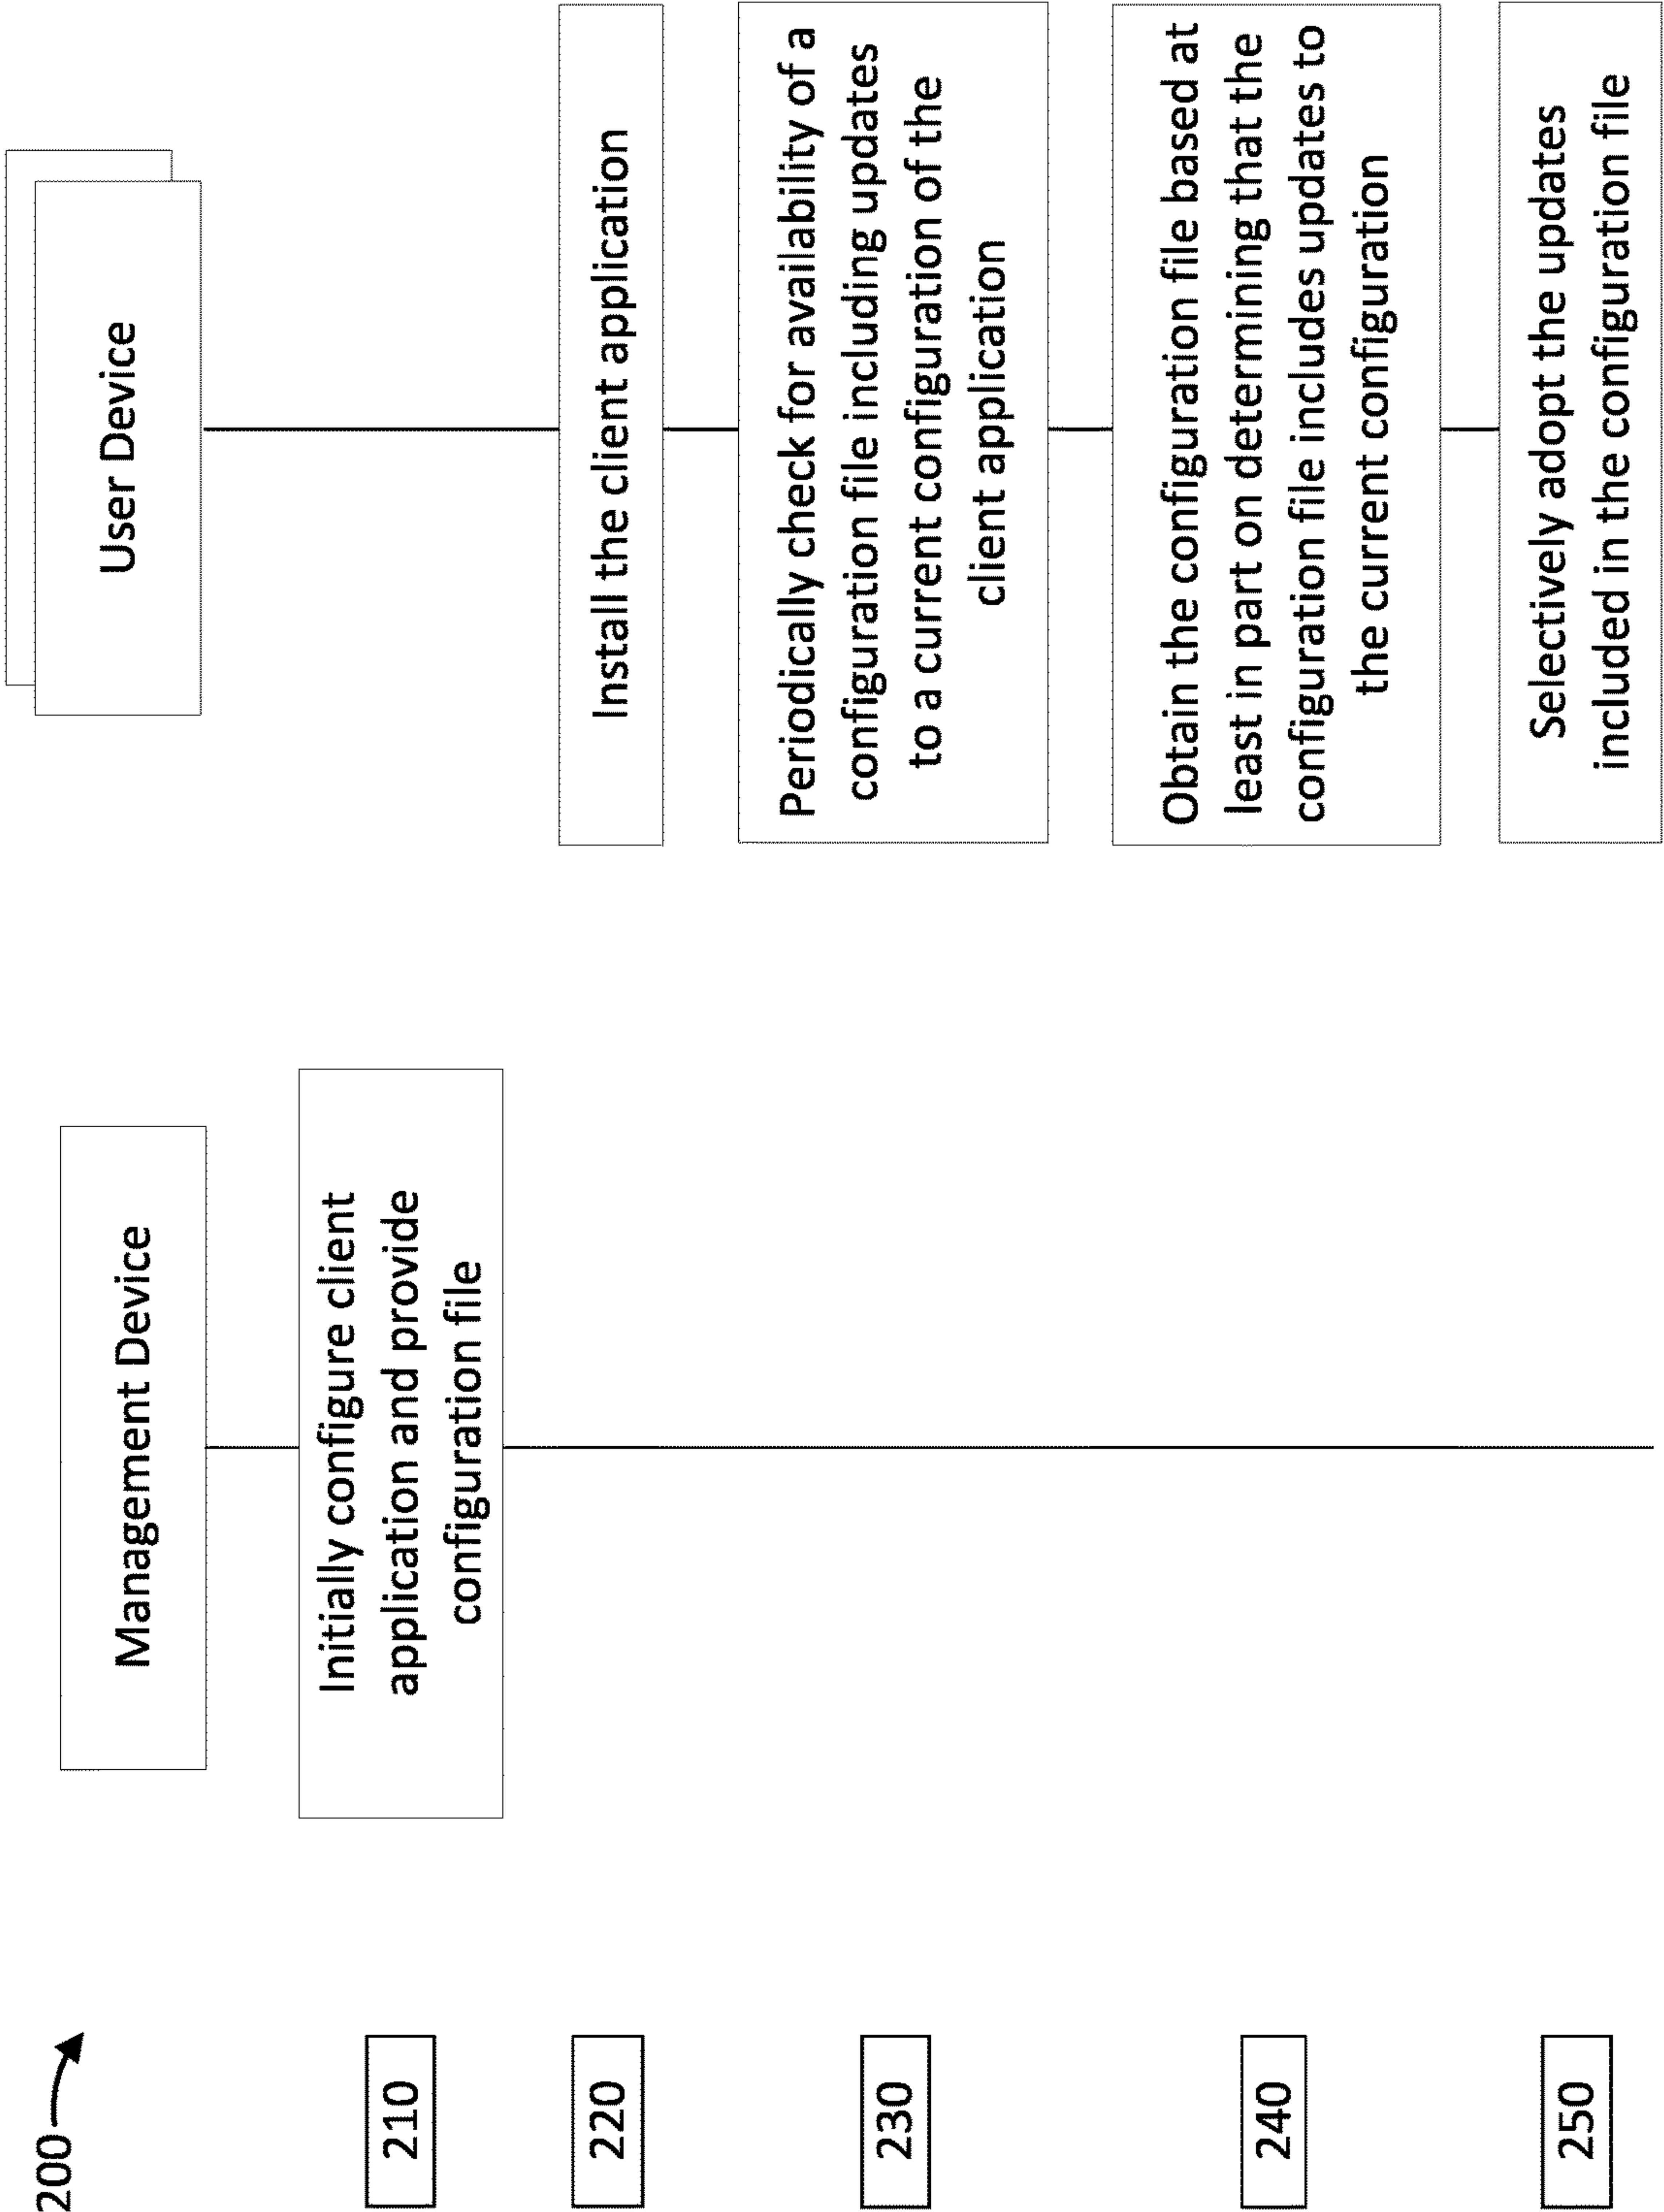 200
Management Device
User Device
210
Initially configure client
application and provide
configuration file
220
Install the client application
230
Periodically check for availability of a
configuration file including updates
to a current configuration of the
client application
240
Obtain the configuration file based at
least in part on determining that the
configuration file includes updates to
the current configuration
250
Selectively adopt the updates
included in the configuration file